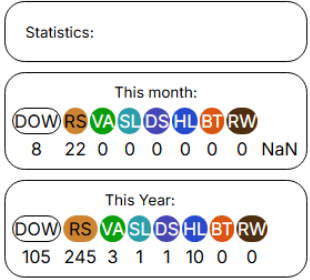 Statistics:
This month:
DOW RS VA SL DS HL BT RW
8 22 0 0 0 0 0 0 NaN
This Year:
DOW RS VA SL DS HL BT RW
105 245 3 1 1 10 0 0